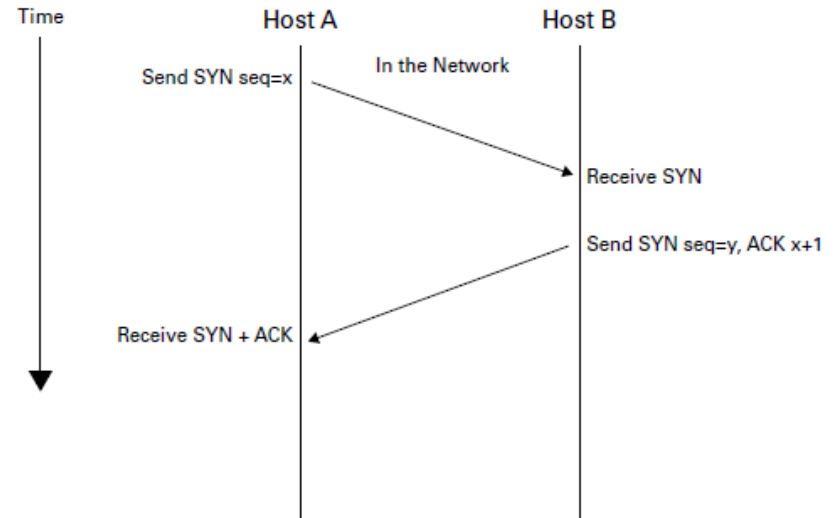 Time
Host A
Host B
In the Network
Send SYN seq=x
Receive SYN
Send SYN seq=y, ACK x+1
Receive SYN + ACK